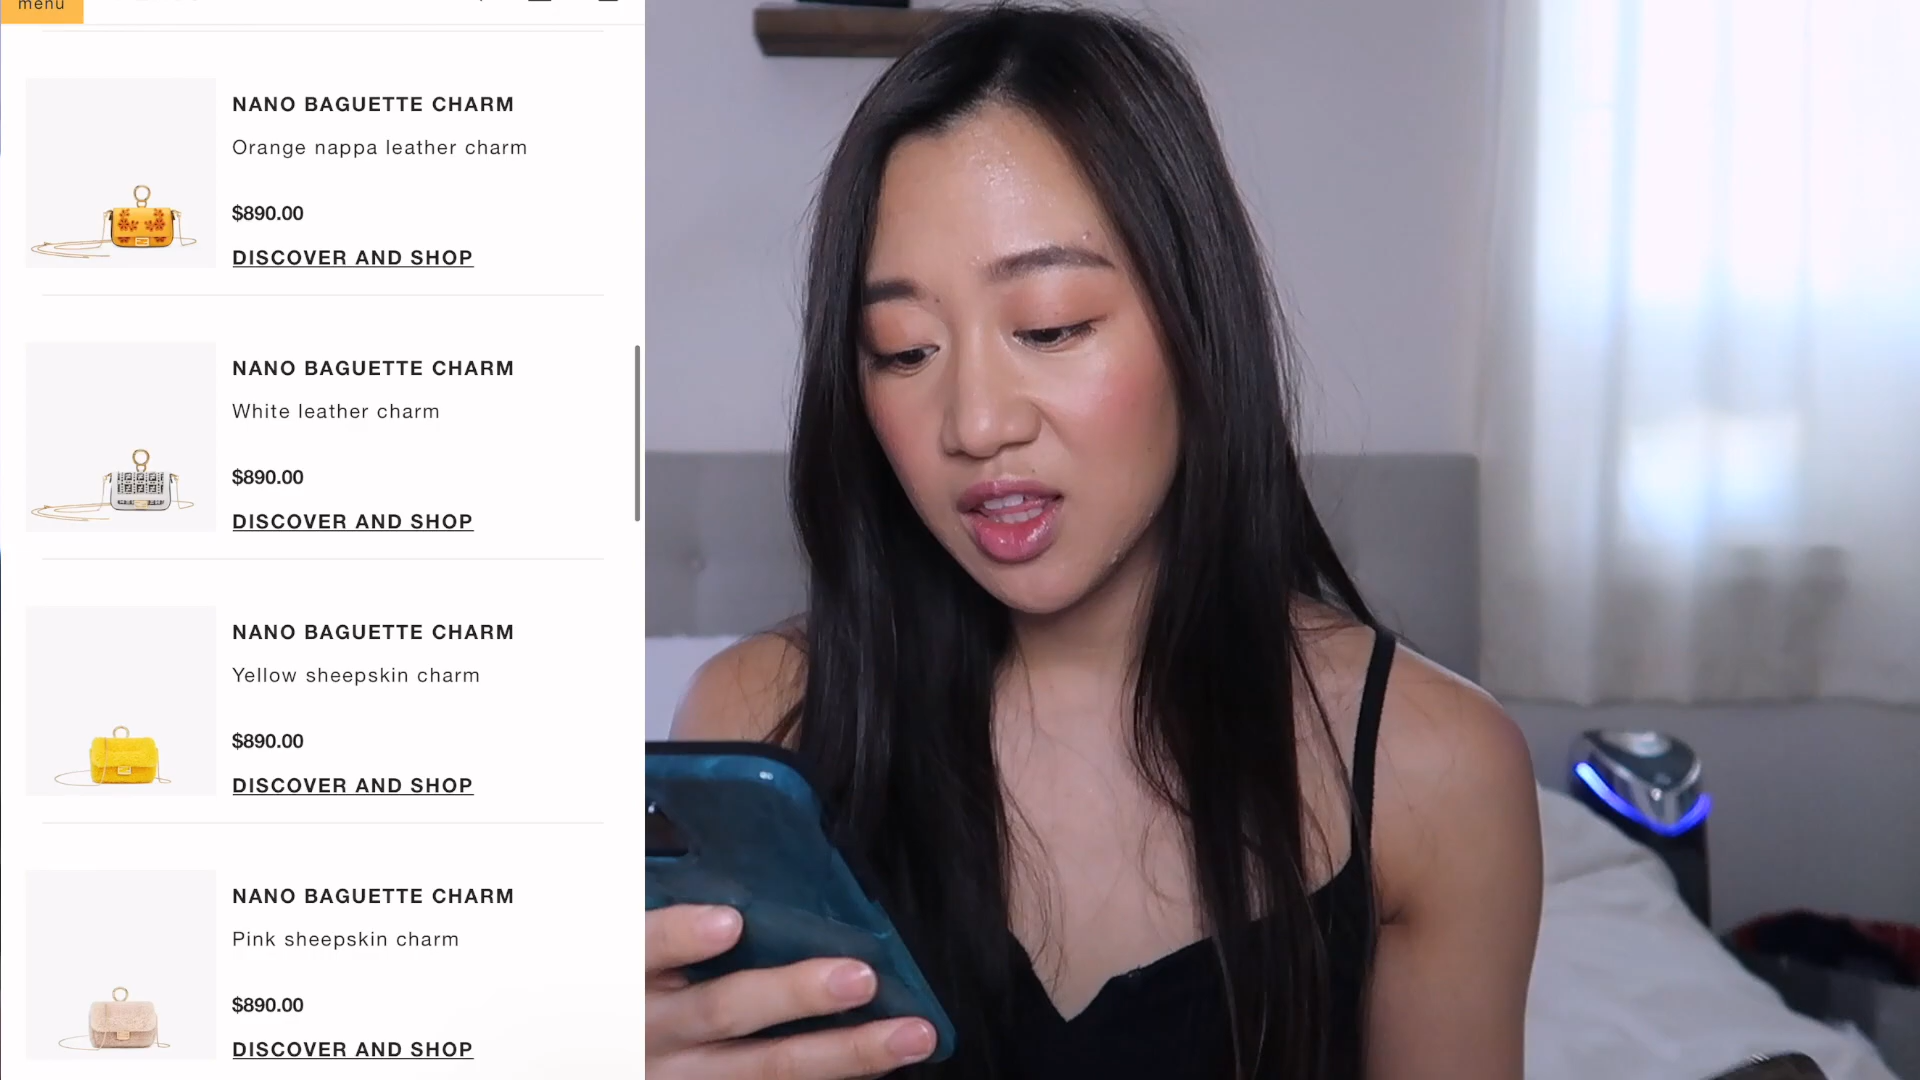 menu
NANO BAGUETTE CHARM
Orange nappa leather charm
$890.00
DISCOVER AND SHOP
NANO BAGUETTE CHARM
White leather charm
$890.00
DISCOVER AND SHOP
NANO BAGUETTE CHARM
Yellow sheepskin charm
$890.00
DISCOVER AND SHOP
NANO BAGUETTE CHARM
Pink sheepskin charm
$890.00
DISCOVER AND SHOP